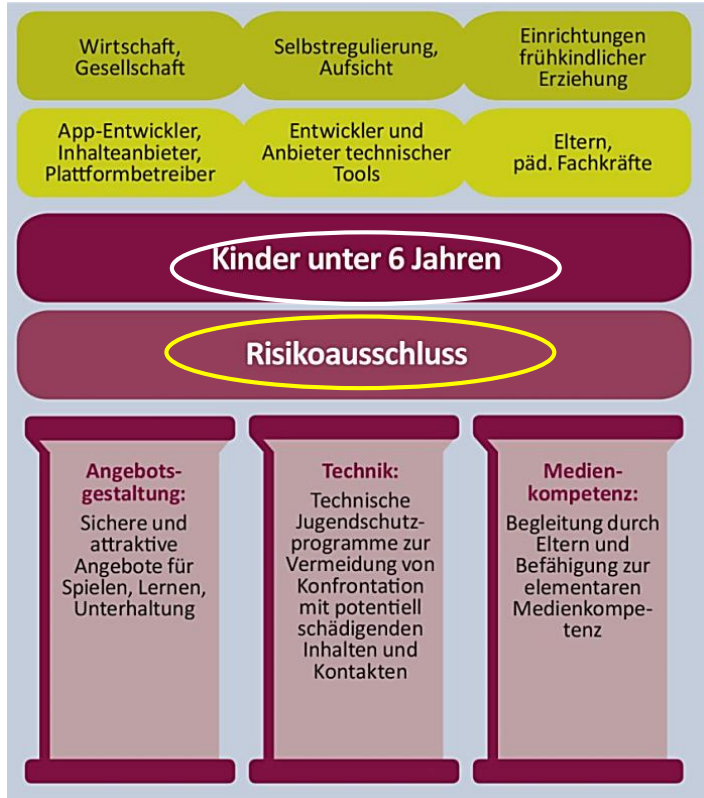 Wirtschaft,
Gesellschaft
Selbstregulierung,
Aufsicht
Einrichtungen
frühkindlicher
Erziehung
App-Entwickler,
Inhalteanbieter,
Plattformbetreiber
Entwickler und
Anbieter technischer
Tools
Eltern,
päd. Fachkräfte
Kinder unter 6 Jahren
Risikoausschluss
Angebots-
gestaltung:
Sichere und
attraktive
Angebote für
Spielen, Lernen,
Unterhaltung
Technik:
Technische
Jugendschutz-
programme zur
Vermeidung von
Konfrontation
mit potentiell
schädigenden
Inhalten und
Kontakten
Medien-
kompetenz:
Begleitung durch
Eltern und
Befähigung zur
elementaren
Medienkompe-
tenz